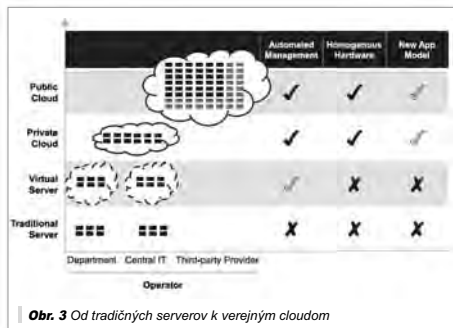 Automated Management
Homogenous Hardware
New App Model
Public Cloud
Private Cloud
Virtual Server
Traditional Server
Department Central IT Third-party Provider
Operator
Obr. 3 Od tradičných serverov k verejným cloudom